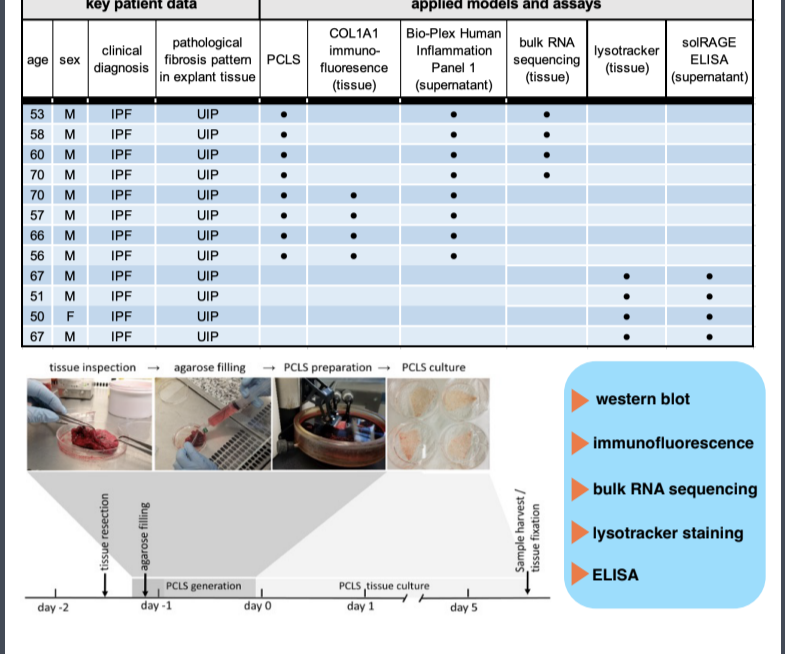 key patient data applied models and assays
age sex clinical diagnosis pathological fibrosis pattern in explant tissue PCLS COL1A1 immuno- fluoresence (tissue) Bio-Plex Human Inflammation Panel 1 (supernatant) bulk RNA sequencing (tissue) lysotracker (tissue) solRAGE ELISA (supernatant)
53 M IPF UIP • • •
58 M IPF UIP • • •
60 M IPF UIP • • •
70 M IPF UIP • • •
70 M IPF UIP • • •
57 M IPF UIP • • •
66 M IPF UIP • • •
56 M IPF UIP • • •
67 M IPF UIP • •
51 M IPF UIP • •
50 F IPF UIP • •
67 M IPF UIP • •
tissue inspection → agarose filling → PCLS preparation → PCLS culture
tissue resection
agarose filling
Sample harvest /
tissue fixation
PCLS generation PCLS tissue culture
day -2 day -1 day 0 day 1 day 5
western blot
immunofluorescence
bulk RNA sequencing
lysotracker staining
ELISA